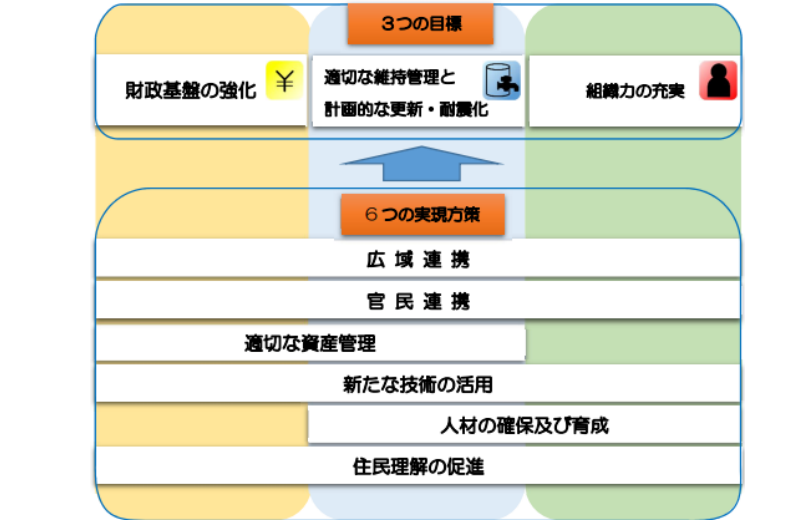 3つの目標
財政基盤の強化
¥
適切な維持管理と
計画的な更新・耐震化
組織力の充実
6つの実現方策
広域連携
官民連携
適切な資産管理
新たな技術の活用
人材の確保及び育成
住民理解の促進